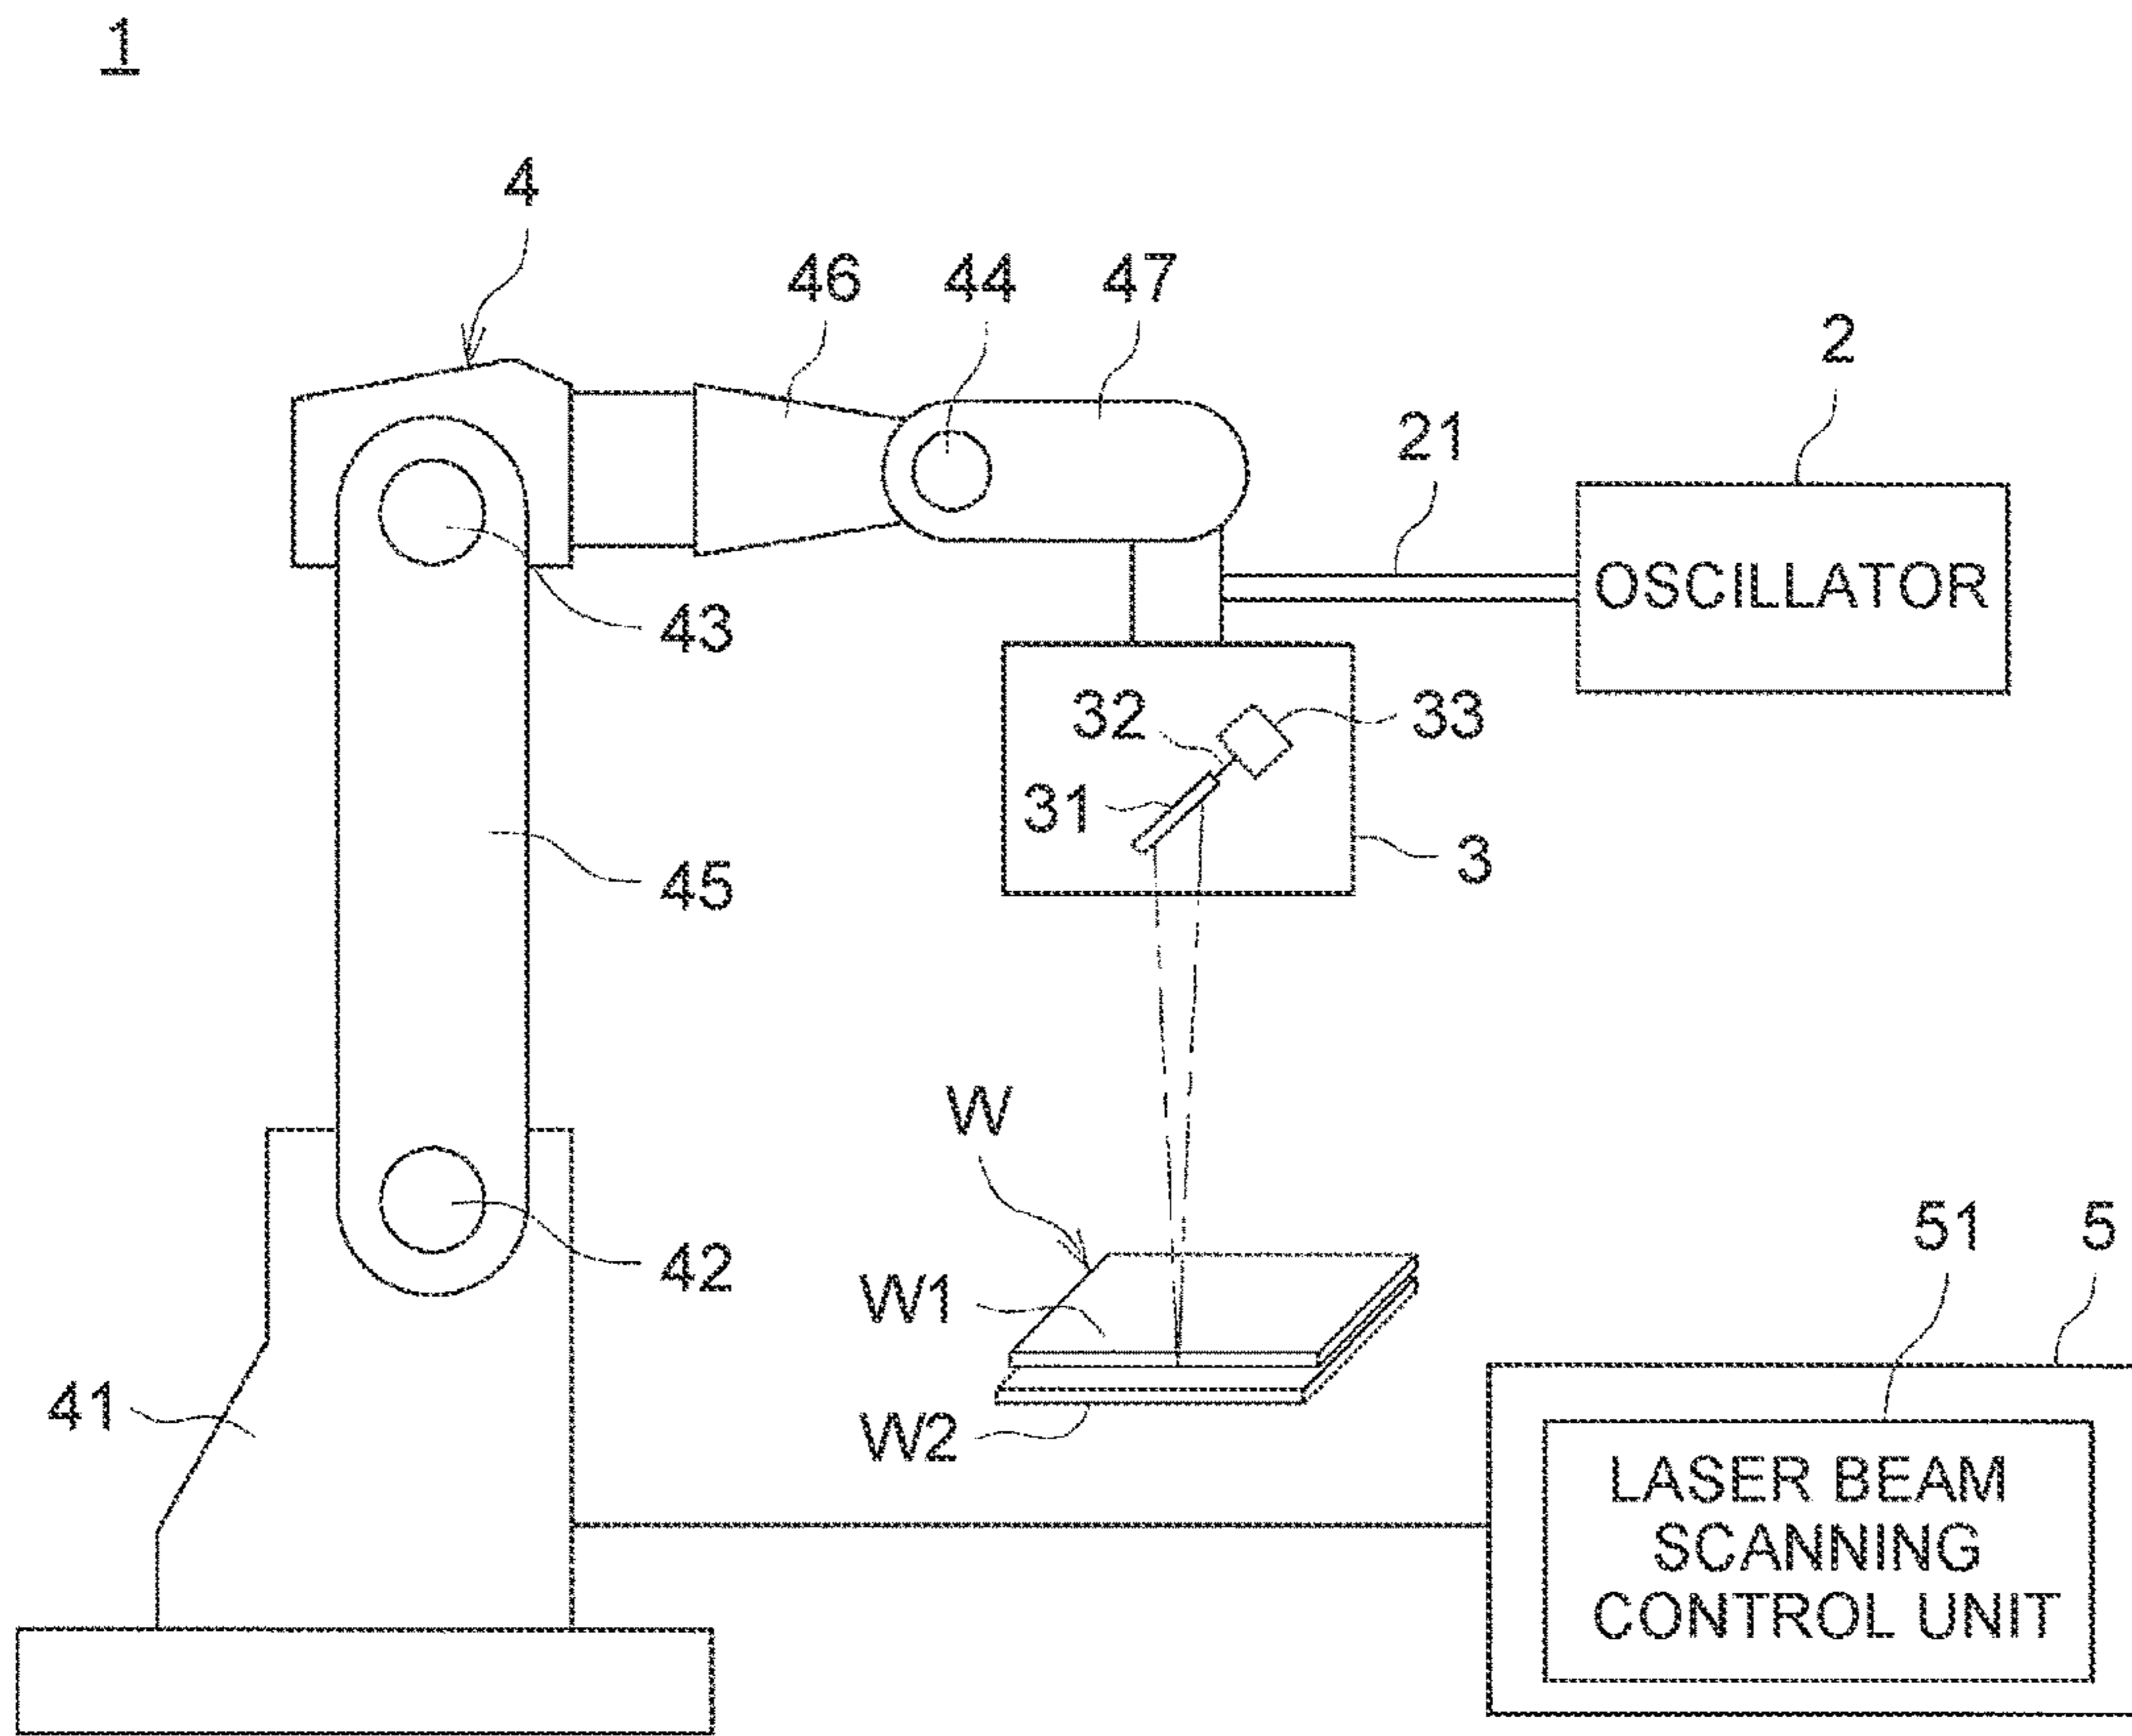 1
4
46
44
47
2
21
OSCILLATOR
43
32
33
31
3
45
W
51
5
42
W1
41
W2
LASER BEAM
SCANNING
CONTROL UNIT